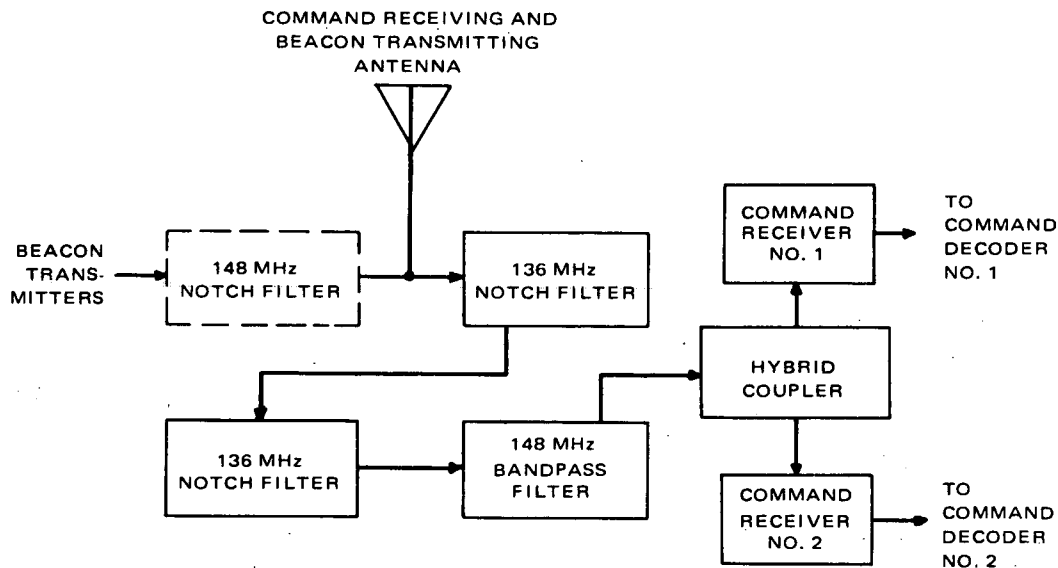 COMMAND RECEIVING AND
BEACON TRANSMITTING
ANTENNA
BEACON
TRANS-
MITTERS
148 MHz
NOTCH FILTER
136 MHz
NOTCH FILTER
COMMAND
RECEIVER
NO. 1
TO
COMMAND
DECODER
NO. 1
HYBRID
COUPLER
136 MHz
NOTCH FILTER
148 MHz
BANDPASS
FILTER
COMMAND
RECEIVER
NO. 2
TO
COMMAND
DECODER
NO. 2